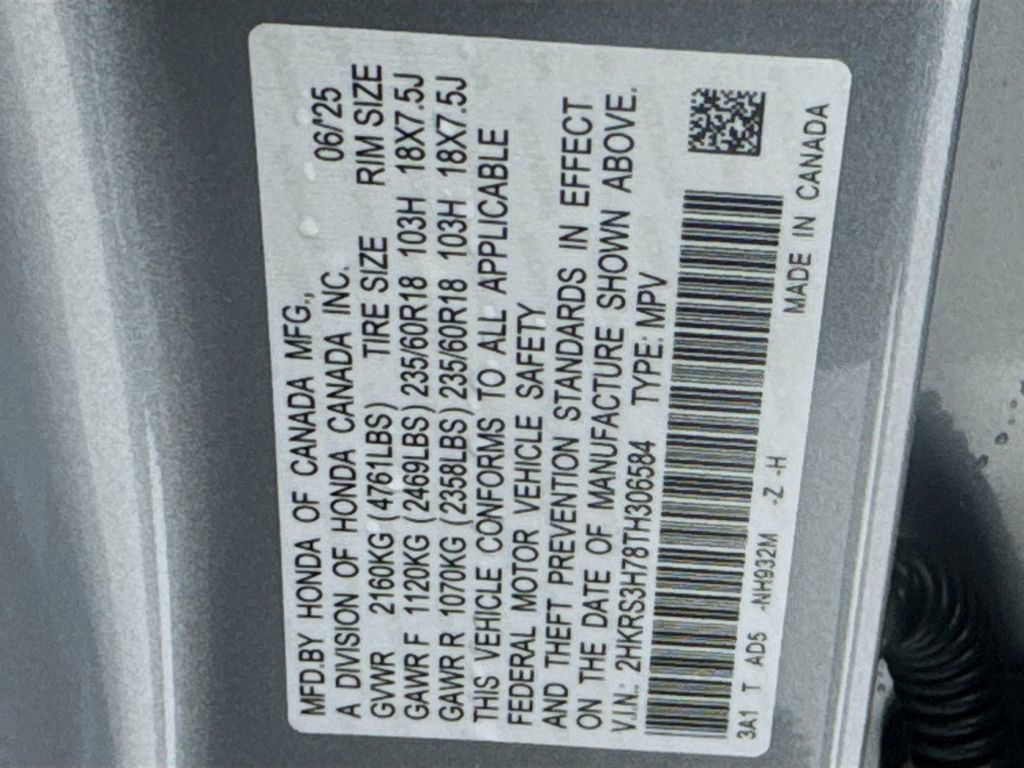 MFD.BY HONDA OF CANADA MFG., 06/25
A DIVISION OF HONDA CANADA INC.
GVWR 2160KG (4761LBS) TIRE SIZE RIM SIZE
GAWR F 1120KG (2469LBS) 235/60R18 103H 18X7.5J
GAWR R 1070KG (2358LBS) 235/60R18 103H 18X7.5J
THIS VEHICLE CONFORMS TO ALL APPLICABLE
FEDERAL MOTOR VEHICLE SAFETY
AND THEFT PREVENTION STANDARDS IN EFFECT
ON THE DATE OF MANUFACTURE SHOWN ABOVE.
V.I.N.: 2HKRS3H78TH306584 TYPE: MPV
3A1 T AD5 -NH932M -Z -H MADE IN CANADA